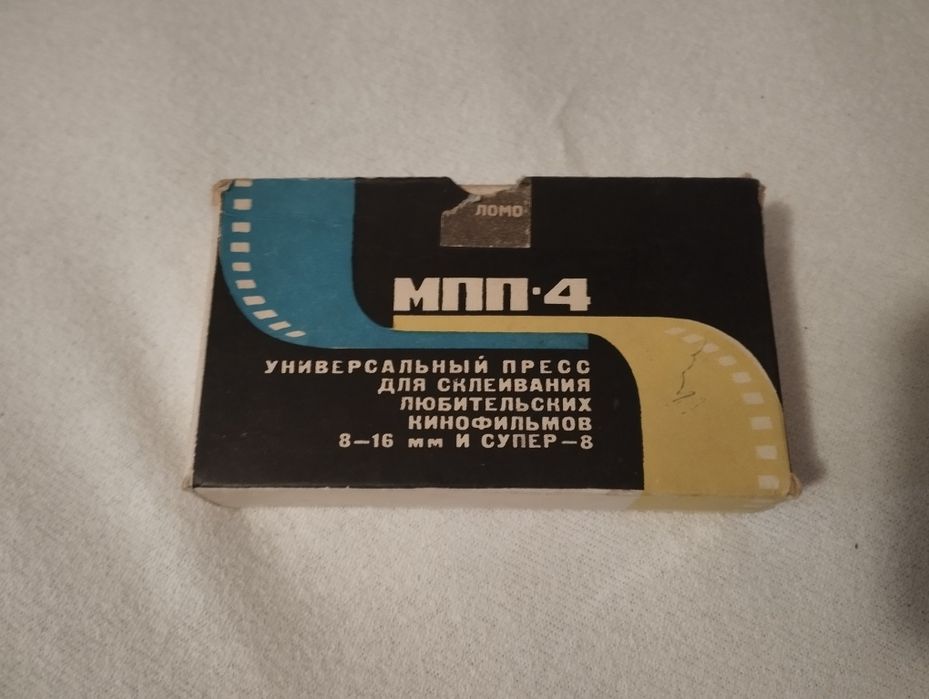 ЛОМО
МПП·4
УНИВЕРСАЛЬНЫЙ ПРЕСС
ДЛЯ СКЛЕИВАНИЯ
ЛЮБИТЕЛЬСКИХ
КИНОФИЛЬМОВ
8–16 мм И СУПЕР–8